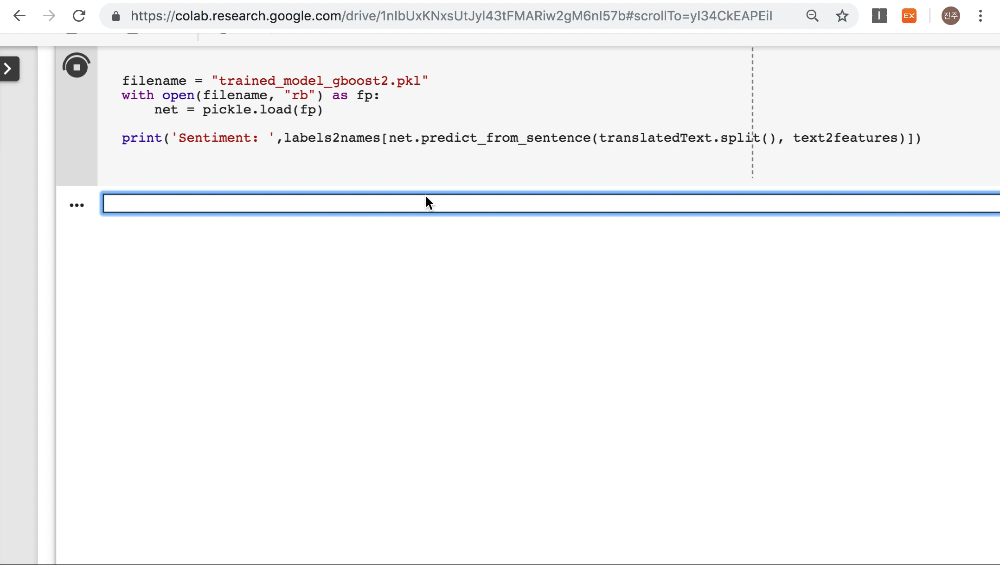 https://colab.research.google.com/drive/1nIbUxKNxsUtJyl43tFMARiw2gM6nI57b#scrollTo=yI34CkEAPEiI
EX
진주
filename = "trained_model_gboost2.pkl"
with open(filename, "rb") as fp:
    net = pickle.load(fp)
print('Sentiment: ',labels2names[net.predict_from_sentence(translatedText.split(), text2features)])